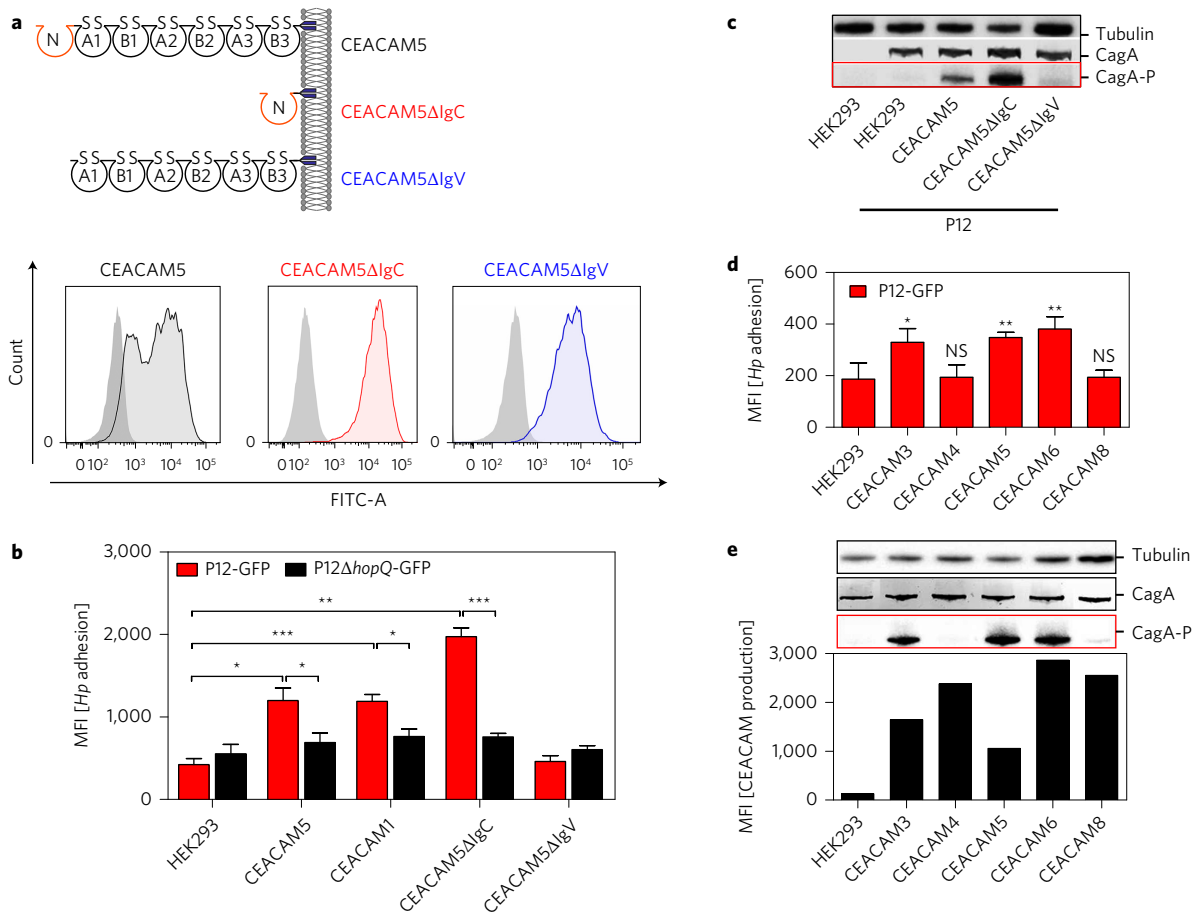 a
S S S S S S S S S S S S
N A1 B1 A2 B2 A3 B3
CEACAM5
N
CEACAM5ΔIgC
S S S S S S S S S S S S
A1 B1 A2 B2 A3 B3
CEACAM5ΔIgV
CEACAM5
CEACAM5ΔIgC
CEACAM5ΔIgV
Count
0 0 0
0 10² 10³ 10⁴ 10⁵
0 10² 10³ 10⁴ 10⁵
0 10² 10³ 10⁴ 10⁵
FITC-A
b
MFI [Hp adhesion]
3,000
2,000
1,000
0
P12-GFP P12ΔhopQ-GFP
** ***
*** *
* *
HEK293
CEACAM5
CEACAM1
CEACAM5ΔIgC
CEACAM5ΔIgV
c
Tubulin
CagA
CagA-P
HEK293
HEK293
CEACAM5
CEACAM5ΔIgC
CEACAM5ΔIgV
P12
d
MFI [Hp adhesion]
600
400
200
0
P12-GFP
* NS ** ** NS
HEK293
CEACAM3
CEACAM4
CEACAM5
CEACAM6
CEACAM8
e
Tubulin
CagA
CagA-P
MFI [CEACAM production]
3,000
2,000
1,000
0
HEK293
CEACAM3
CEACAM4
CEACAM5
CEACAM6
CEACAM8